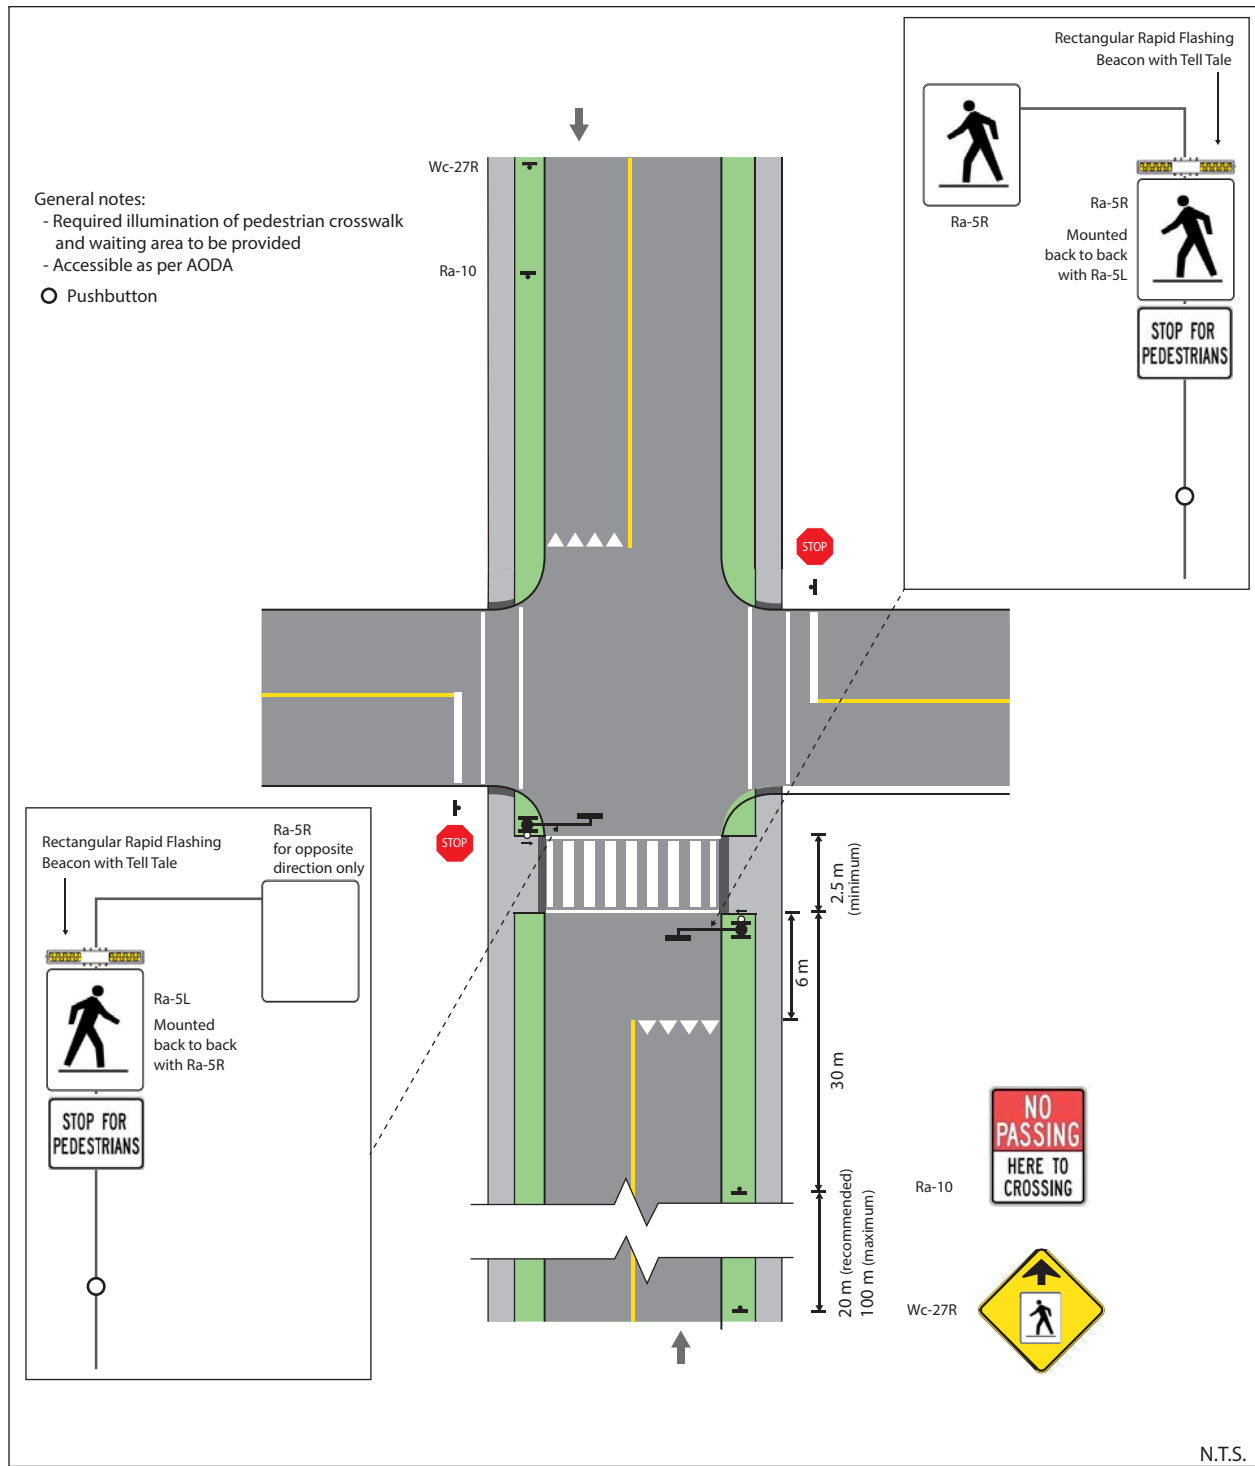 Rectangular Rapid Flashing
Beacon with Tell Tale
Ra-5R
Ra-5R
Mounted
back to back
with Ra-5L
STOP FOR
PEDESTRIANS
Wc-27R
General notes:
- Required illumination of pedestrian crosswalk
and waiting area to be provided
- Accessible as per AODA
Pushbutton
Ra-10
STOP
STOP
Rectangular Rapid Flashing
Beacon with Tell Tale
Ra-5R
for opposite
direction only
Ra-5L
Mounted
back to back
with Ra-5R
STOP FOR
PEDESTRIANS
2.5 m
(minimum)
6 m
30 m
20 m (recommended)
100 m (maximum)
Ra-10
NO
PASSING
HERE TO
CROSSING
Wc-27R
N.T.S.